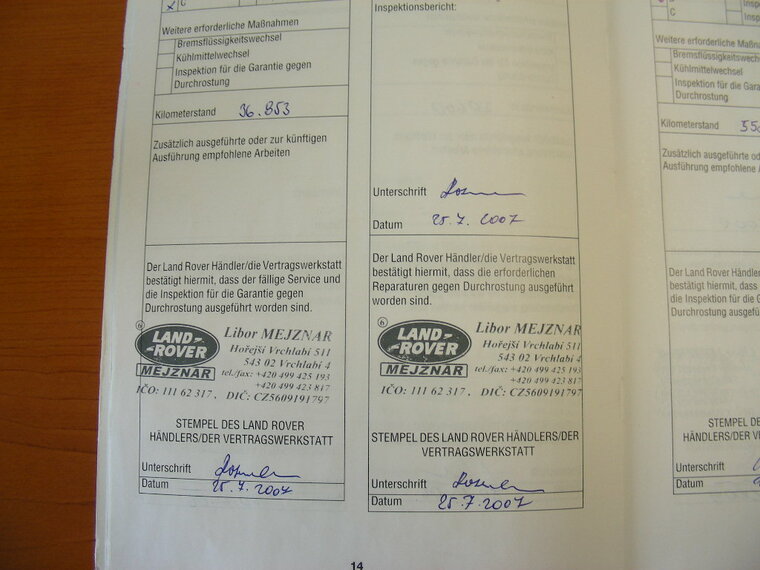 C
Weitere erforderliche Maßnahmen
Bremsflüssigkeitswechsel
Kühlmittelwechsel
Inspektion für die Garantie gegen
Durchrostung
Kilometerstand 36.853
Zusätzlich ausgeführte oder zur künftigen
Ausführung empfohlene Arbeiten
Der Land Rover Händler/die Vertragswerkstatt
bestätigt hiermit, dass der fällige Service und
die Inspektion für die Garantie gegen
Durchrostung ausgeführt worden sind.
6
LAND-
-ROVER
MEJZNAR
Libor MEJZNAR
Hořejší Vrchlabí 511
543 02 Vrchlabí 4
tel./fax: +420 499 425 193
+420 499 423 817
IČO: 111 62 317, DIČ: CZ5609191797
STEMPEL DES LAND ROVER
HÄNDLERS/DER VERTRAGSWERKSTATT
Unterschrift
Datum 25.7.2007
Inspektionsbericht:
Unterschrift
Datum 25.7.2007
Der Land Rover Händler/die Vertragswerkstatt
bestätigt hiermit, dass die erforderlichen
Reparaturen gegen Durchrostung ausgeführt
worden sind.
6
LAND-
-ROVER
MEJZNAR
Libor MEJZNAR
Hořejší Vrchlabí 511
543 02 Vrchlabí 4
tel./fax: +420 499 425 193
+420 499 423 817
IČO: 111 62 317, DIČ: CZ5609191797
STEMPEL DES LAND ROVER HÄNDLERS/DER
VERTRAGSWERKSTATT
Unterschrift
Datum 25.7.2007
14
C
Weitere erforderliche Maßna
Bremsflüssigkeitswech
Kühlmittelwechsel
Inspektion für die Gara
Durchrostung
Kilometerstand 55
Zusätzlich ausgeführte od
Ausführung empfohlene A
Der Land Rover Händler
bestätigt hiermit, dass d
die Inspektion für die G
Durchrostung ausgefü
STEMPEL DE
HÄNDLERS/DER V
Unterschrift
Datum